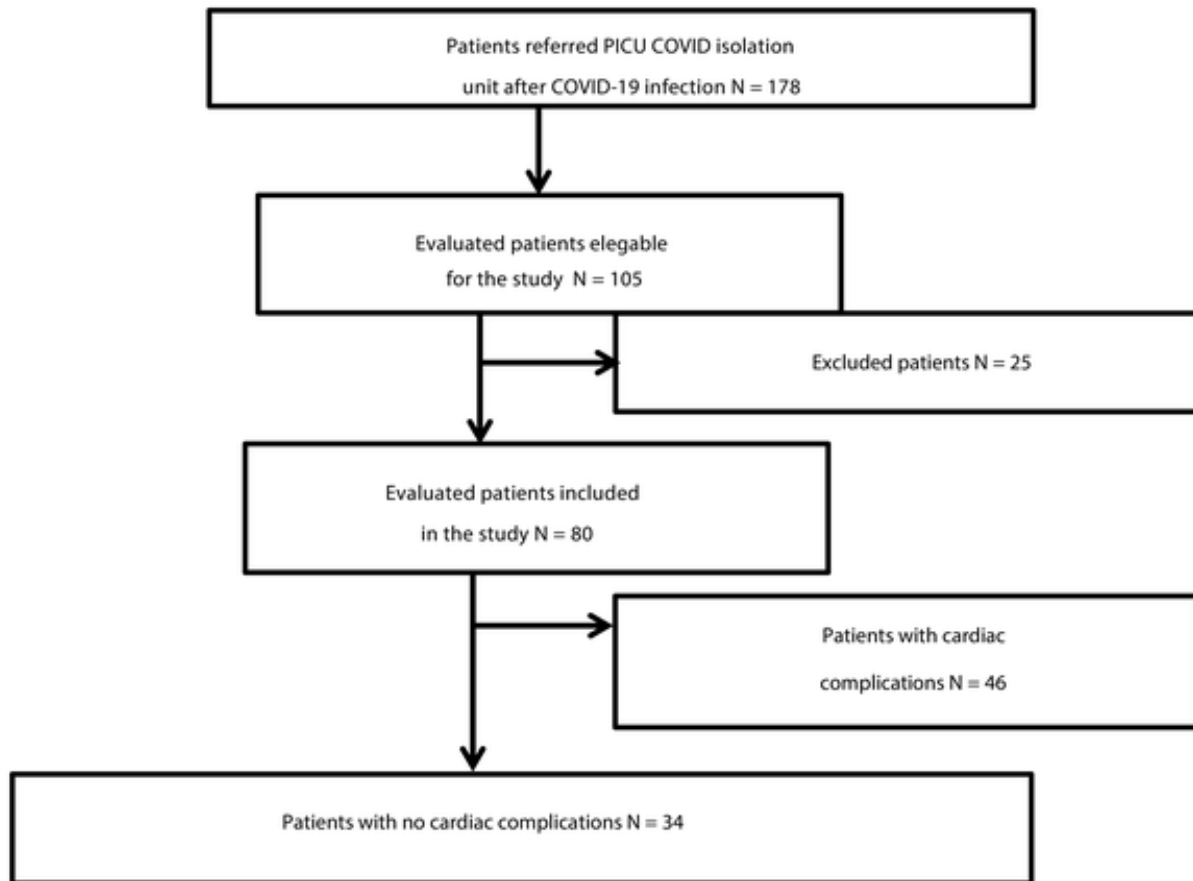 Patients referred PICU COVID isolation
unit after COVID-19 infection N = 178
Evaluated patients elegable
for the study N = 105
Excluded patients N = 25
Evaluated patients included
in the study N = 80
Patients with cardiac
complications N = 46
Patients with no cardiac complications N = 34